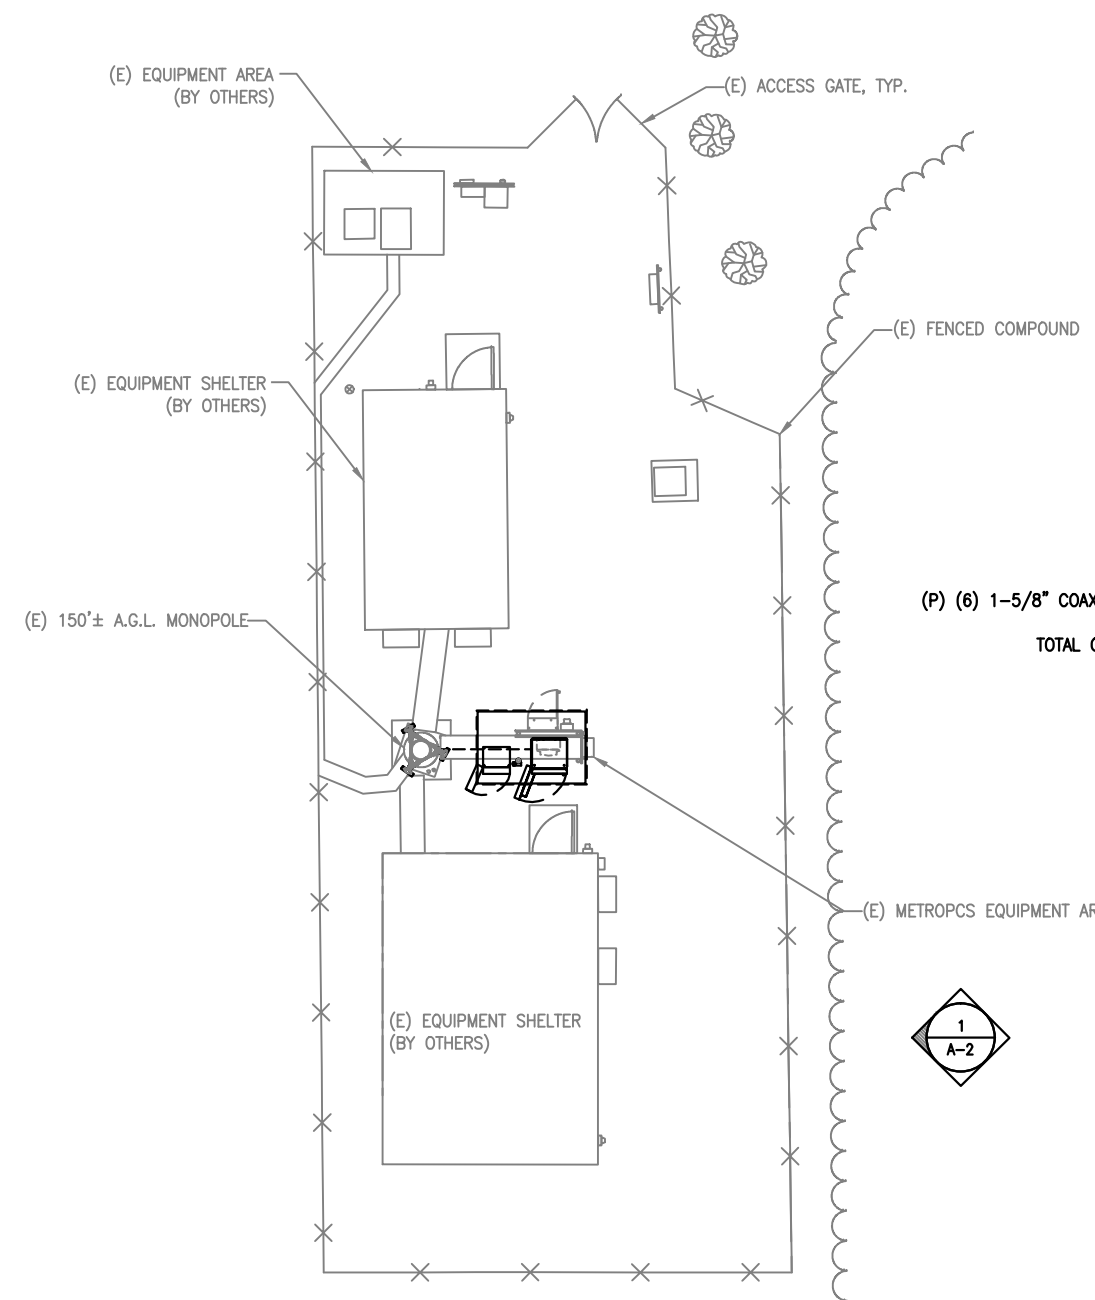 (E) EQUIPMENT AREA
(BY OTHERS)
(E) ACCESS GATE, TYP.
(E) FENCED COMPOUND
(E) EQUIPMENT SHELTER
(BY OTHERS)
(P) (6) 1-5/8" COAX
(E) 150'± A.G.L. MONOPOLE
TOTAL
(E) METROPCS EQUIPMENT
(E) EQUIPMENT SHELTER
(BY OTHERS)
1
A-2